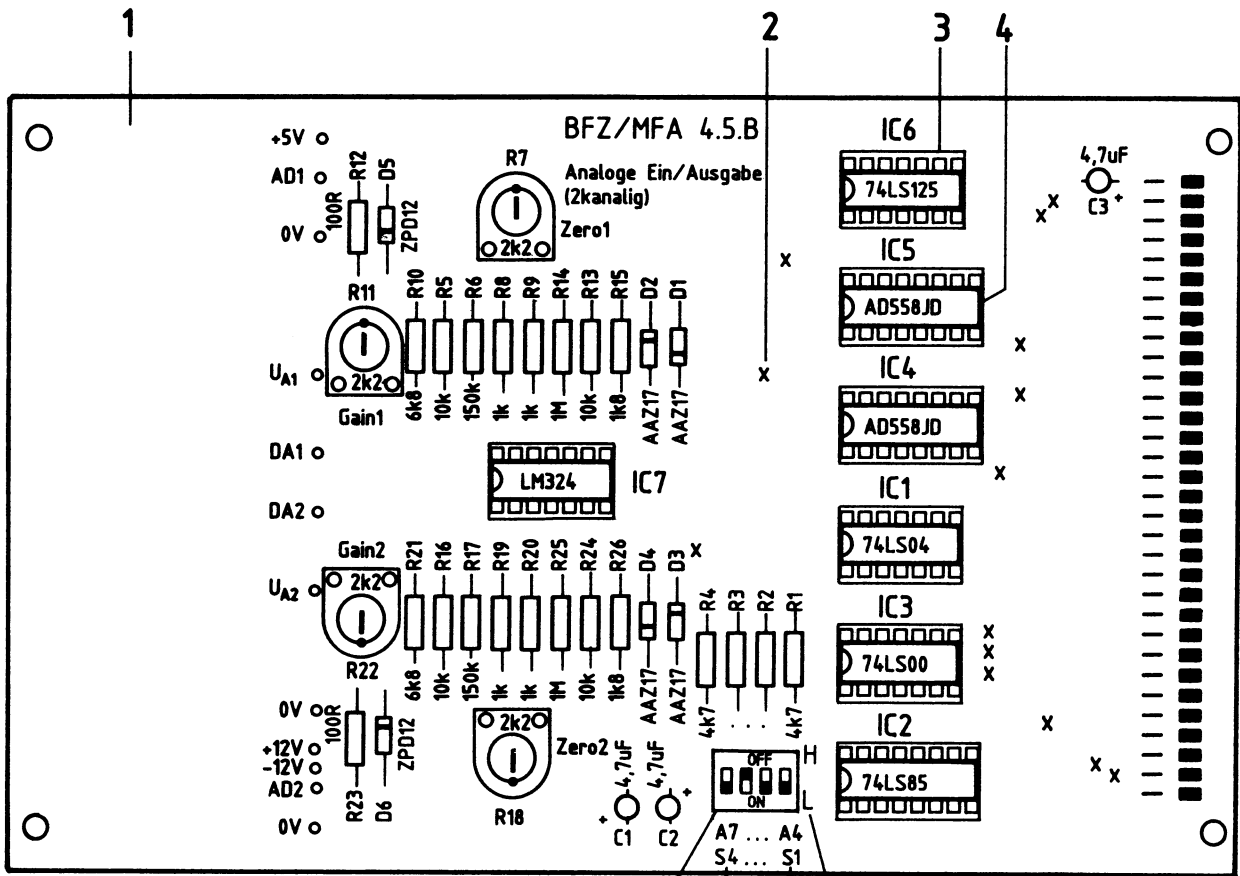 1
2
3
4
BFZ/MFA 4.5.B
Analoge Ein/Ausgabe
(2kanalig)
+5V
AD1
0V
R12
100R
D5
ZPD12
R7
2k2
Zero1
IC6
74LS125
4,7uF
C3
+
R11
2k2
Gain1
UA1
R10
R5
R6
R8
R9
R14
R13
R15
D2
D1
6k8
10k
150k
1k
1k
1M
10k
1k8
AAZ17
AAZ17
IC5
AD558JD
IC4
AD558JD
DA1
DA2
LM324
IC7
IC1
74LS04
Gain2
2k2
R22
UA2
R21
R16
R17
R19
R20
R25
R24
R26
D4
D3
6k8
10k
150k
1k
1k
1M
10k
1k8
AAZ17
AAZ17
R4
R3
R2
R1
4k7
...
4k7
IC3
74LS00
0V
+12V
-12V
AD2
0V
100R
R23
ZPD12
D6
2k2
Zero2
R18
4,7uF
4,7uF
+
+
C1
C2
OFF
ON
H
L
A7 ... A4
S4 ... S1
IC2
74LS85
x
x
x
x
x
x
x
x
x
x
x
x
x
x